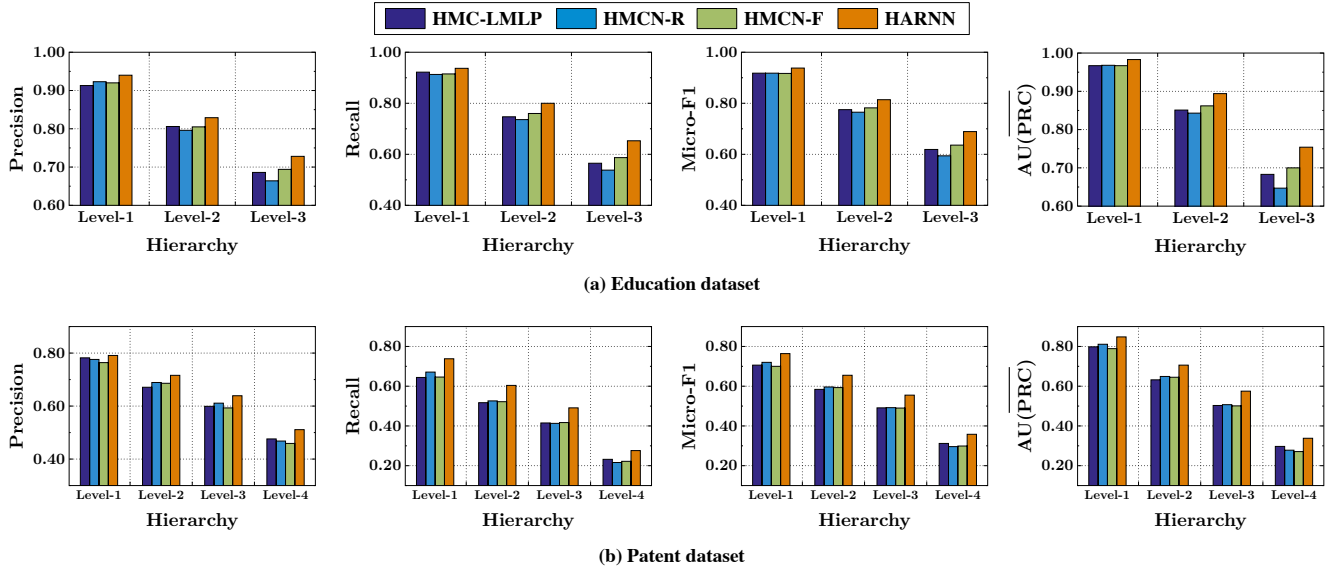 HMC-LMLP HMCN-R HMCN-F HARNN
1.00
0.90
0.80
0.70
0.60
Precision
Level-1 Level-2 Level-3
Hierarchy
1.00
0.80
0.60
0.40
Recall
Level-1 Level-2 Level-3
Hierarchy
1.00
0.80
0.60
0.40
Micro-F1
Level-1 Level-2 Level-3
Hierarchy
1.00
0.90
0.80
0.70
0.60
AU(PRC)
Level-1 Level-2 Level-3
Hierarchy
(a) Education dataset
0.80
0.60
0.40
Precision
Level-1 Level-2 Level-3 Level-4
Hierarchy
0.80
0.60
0.40
0.20
Recall
Level-1 Level-2 Level-3 Level-4
Hierarchy
0.80
0.60
0.40
0.20
Micro-F1
Level-1 Level-2 Level-3 Level-4
Hierarchy
0.80
0.60
0.40
0.20
AU(PRC)
Level-1 Level-2 Level-3 Level-4
Hierarchy
(b) Patent dataset